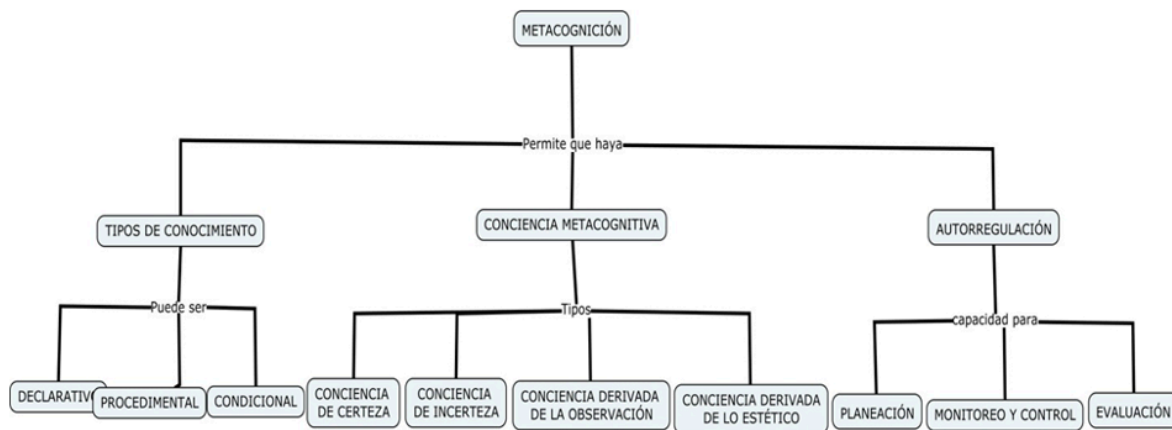 METACOGNICIÓN
Permite que haya
TIPOS DE CONOCIMIENTO
CONCIENCIA METACOGNITIVA
AUTORREGULACIÓN
Puede ser
Tipos
capacidad para
DECLARATIVO
PROCEDIMENTAL
CONDICIONAL
CONCIENCIA
DE CERTEZA
CONCIENCIA
DE INCERTEZA
CONCIENCIA DERIVADA
DE LA OBSERVACIÓN
CONCIENCIA DERIVADA
DE LO ESTÉTICO
PLANEACIÓN
MONITOREO Y CONTROL
EVALUACIÓN